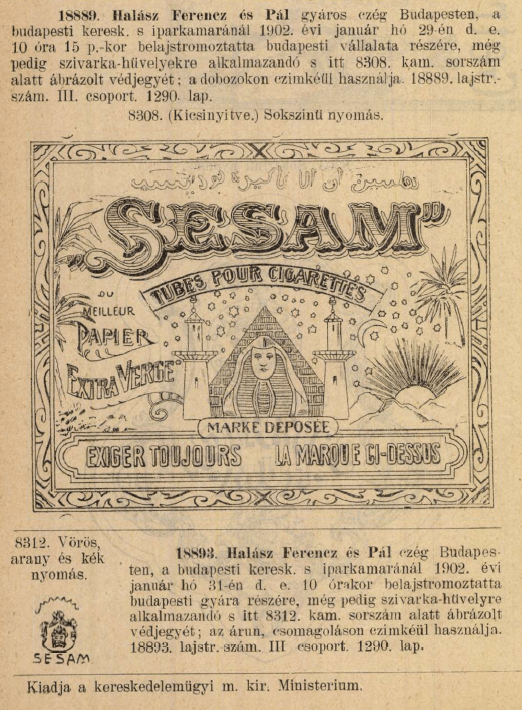 18889. Halász Ferencz és Pál gyáros czég Budapesten, a
budapesti keresk. s iparkamaránál 1902. évi január hó 29-én d. e.
10 óra 15 p.-kor belajstromoztatta budapesti vállalata részére, még
pedig szivarka-hüvelyekre alkalmazandó s itt 8308. kam. sorszám
alatt ábrázolt védjegyét; a dobozokon czimkéül használja. 18889. lajstr.-
szám. III. csoport. 1290. lap.
8308. (Kicsinyitve.) Sokszinü nyomás.
„SESAM”
TUBES POUR CIGARETTES
DU
MEILLEUR
PAPIER
EXTRA VERGÉ
MARKE DEPOSÉE
EXIGER TOUJOURS LA MARQUE CI-DESSUS
8312. Vörös,
arany és kék
nyomás.
SESAM
18893. Halász Ferencz és Pál czég Budapes-
ten, a budapesti keresk. s iparkamaránál 1902. évi
január hó 31-én d. e. 10 órakor belajstromoztatta
budapesti gyára részére, még pedig szivarka-hüvelyre
alkalmazandó s itt 8312. kam. sorszám alatt ábrázolt
védjegyét; az árun, csomagoláson czimkéül használja.
18893. lajstr. szám. III csoport. 1290. lap.
Kiadja a kereskedelemügyi m. kir. Ministerium.